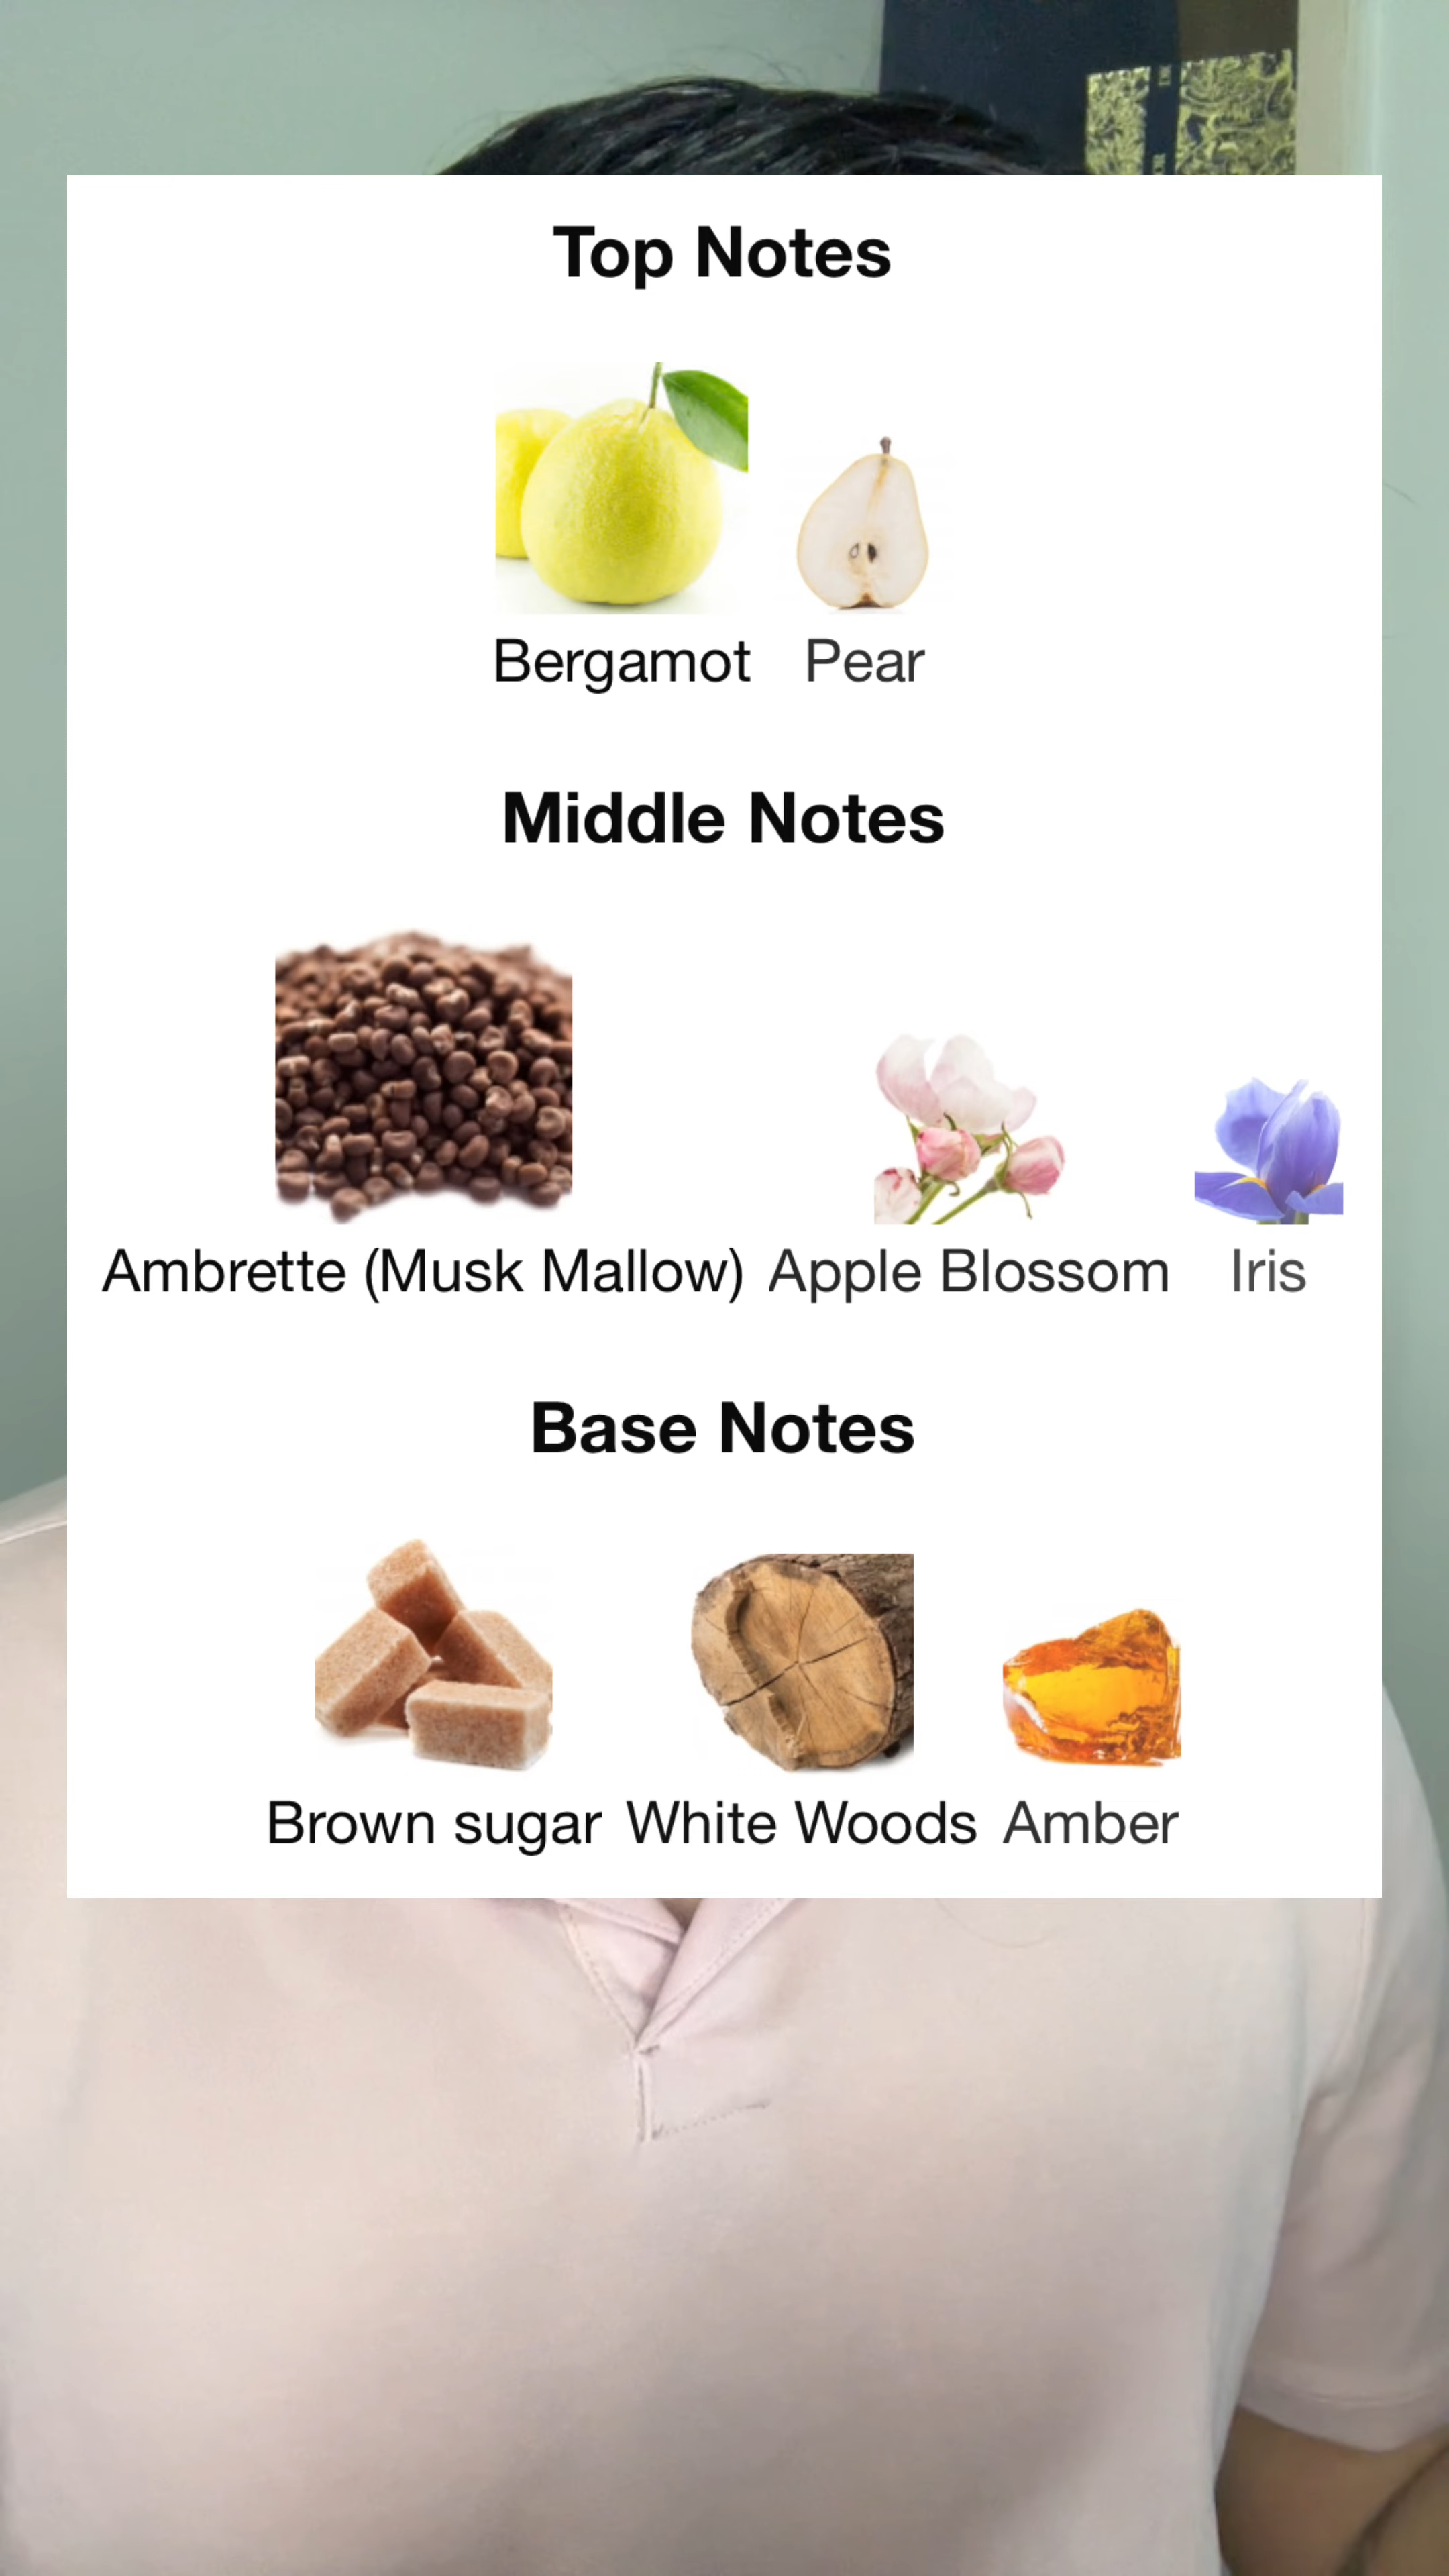 Top Notes
Bergamot Pear
Middle Notes
Ambrette (Musk Mallow) Apple Blossom Iris
Base Notes
Brown sugar White Woods Amber